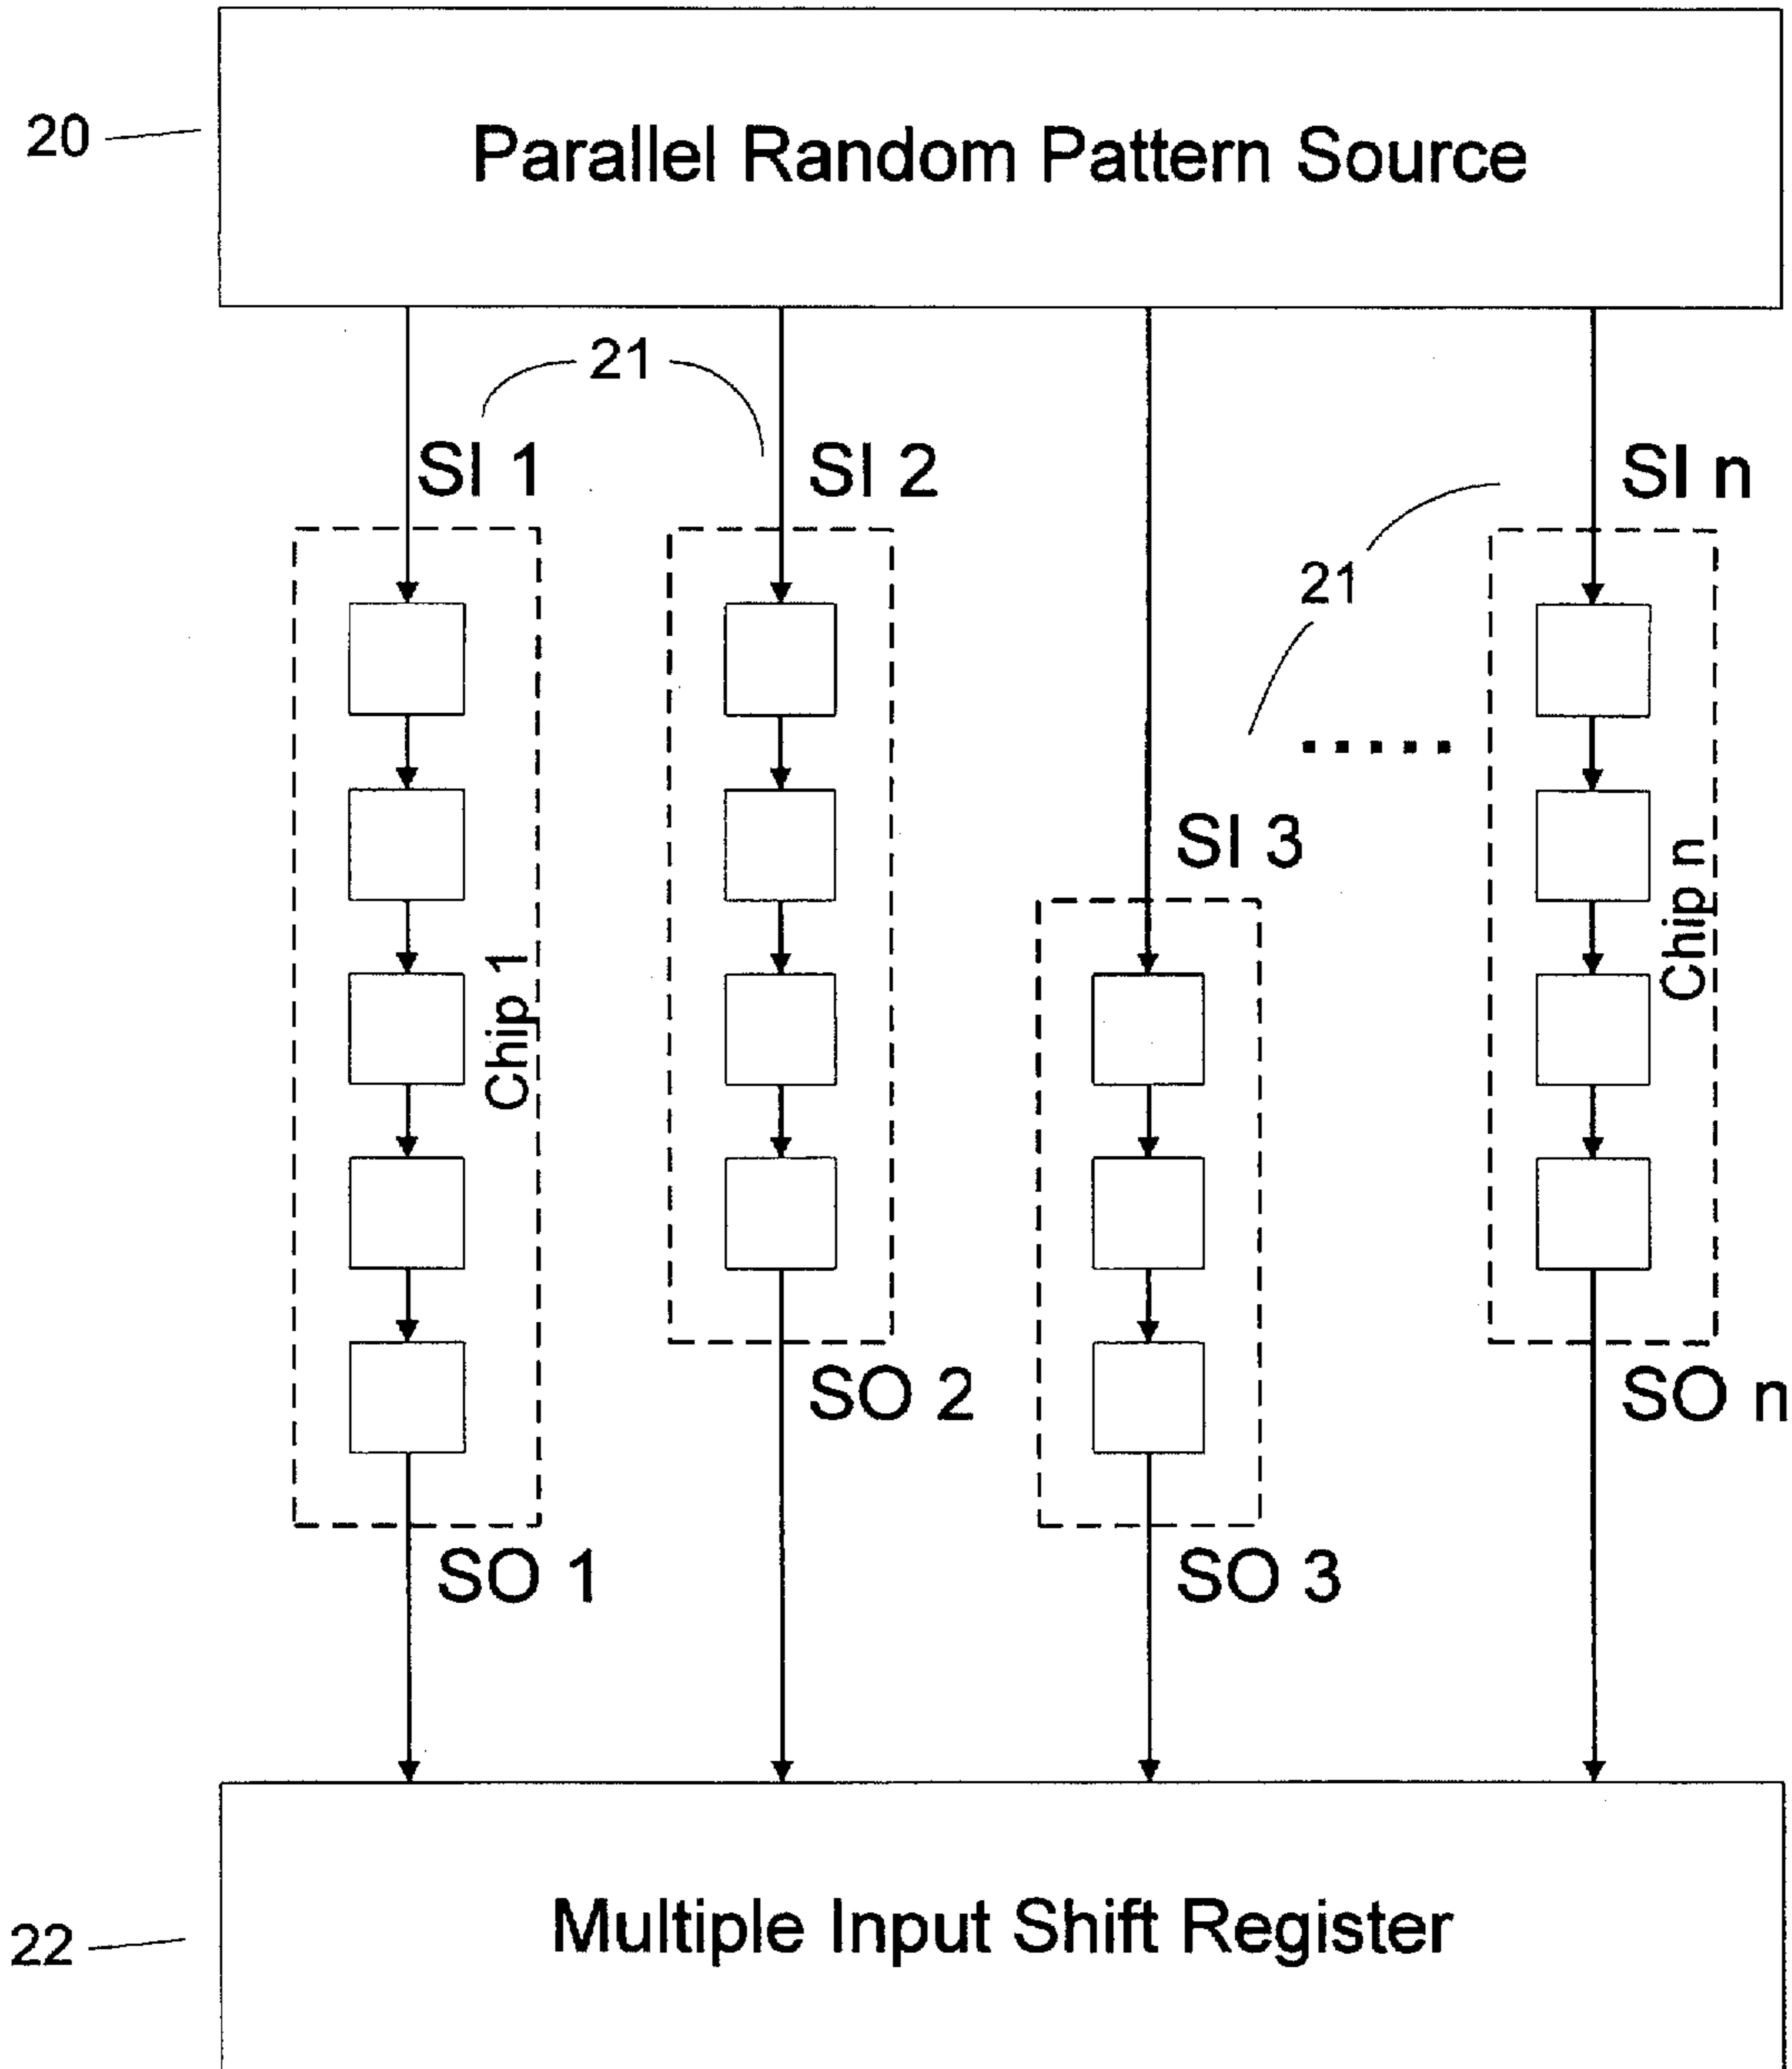 20
Parallel Random Pattern Source
21
SI 1
SI 2
SI n
21
SI 3
Chip 1
Chip n
SO 2
SO n
SO 1
SO 3
22
Multiple Input Shift Register